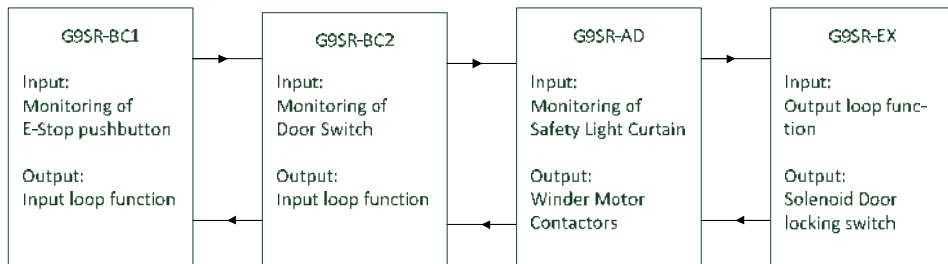 G9SR-BC1
Input:
Monitoring of
E-Stop pushbutton
Output:
Input loop function
G9SR-BC2
Input:
Monitoring of
Door Switch
Output:
Input loop function
G9SR-AD
Input:
Monitoring of
Safety Light Curtain
Output:
Winder Motor
Contactors
G9SR-EX
Input:
Output loop func-
tion
Output:
Solenoid Door
locking switch